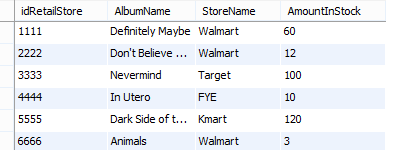 idRetailStore AlbumName StoreName AmountInStock
1111 Definitely Maybe Walmart 60
2222 Don't Believe ... Walmart 12
3333 Nevermind Target 100
4444 In Utero FYE 10
5555 Dark Side of t... Kmart 120
6666 Animals Walmart 3